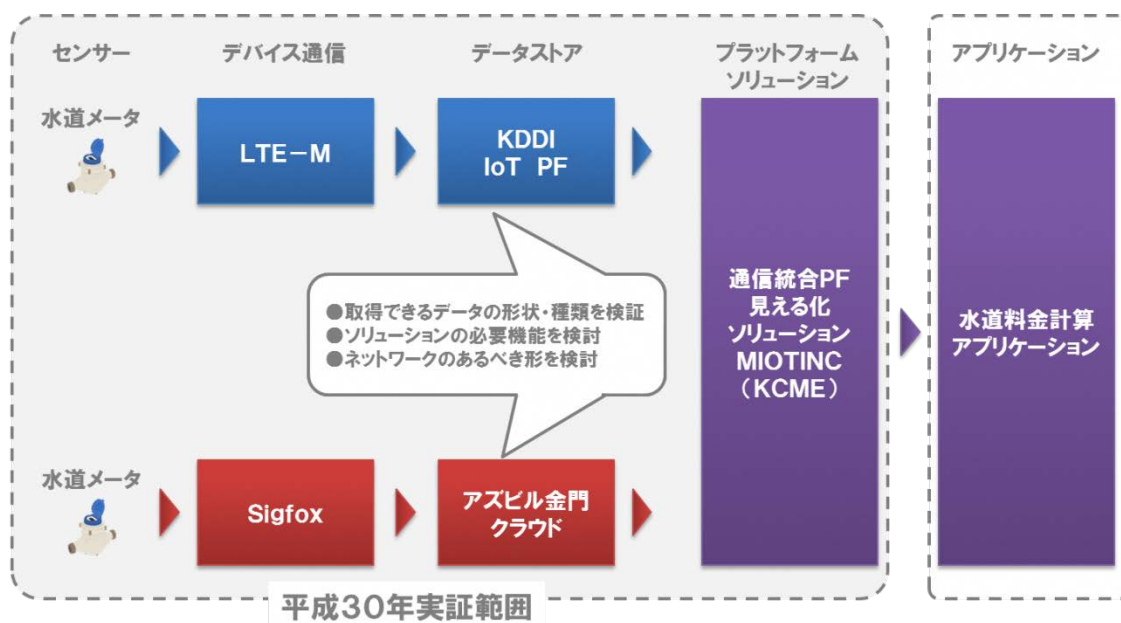 センサー
デバイス通信
データストア
プラットフォーム
ソリューション
アプリケーション
水道メータ
LTE－M
KDDI
IoT PF
●取得できるデータの形状・種類を検証
●ソリューションの必要機能を検討
●ネットワークのあるべき形を検討
通信統合PF
見える化
ソリューション
MIOTINC
（KCME）
水道料金計算
アプリケーション
水道メータ
Sigfox
アズビル金門
クラウド
平成30年実証範囲